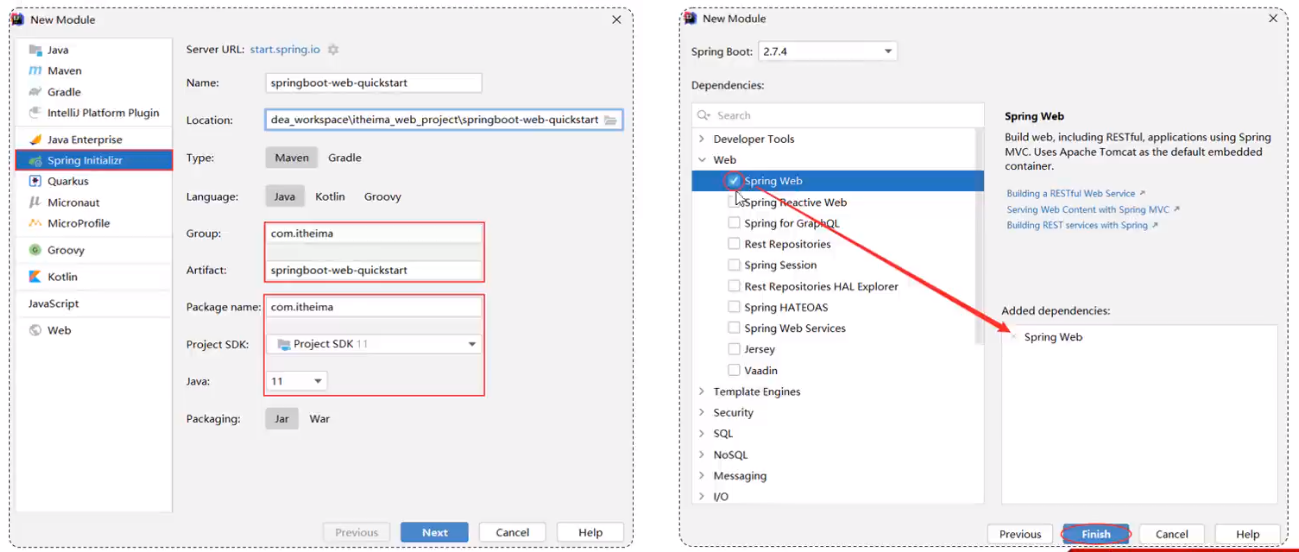 New Module
Java
Maven
Gradle
IntelliJ Platform Plugin
Java Enterprise
Spring Initializr
Quarkus
Micronaut
MicroProfile
Groovy
Kotlin
JavaScript
Web
Server URL: start.spring.io
Name: springboot-web-quickstart
Location: dea_workspace\itheima_web_project\springboot-web-quickstart
Type: Maven Gradle
Language: Java Kotlin Groovy
Group: com.itheima
Artifact: springboot-web-quickstart
Package name: com.itheima
Project SDK: Project SDK 11
Java: 11
Packaging: Jar War
Previous Next Cancel Help
New Module
Spring Boot: 2.7.4
Dependencies:
Search
Developer Tools
Web
Spring Web
Spring Reactive Web
Spring for GraphQL
Rest Repositories
Spring Session
Rest Repositories HAL Explorer
Spring HATEOAS
Spring Web Services
Jersey
Vaadin
Template Engines
Security
SQL
NoSQL
Messaging
I/O
Spring Web
Build web, including RESTful, applications using Spring
MVC. Uses Apache Tomcat as the default embedded
container.
Building a RESTful Web Service
Serving Web Content with Spring MVC
Building REST services with Spring
Added dependencies:
Spring Web
Previous Finish Cancel Help